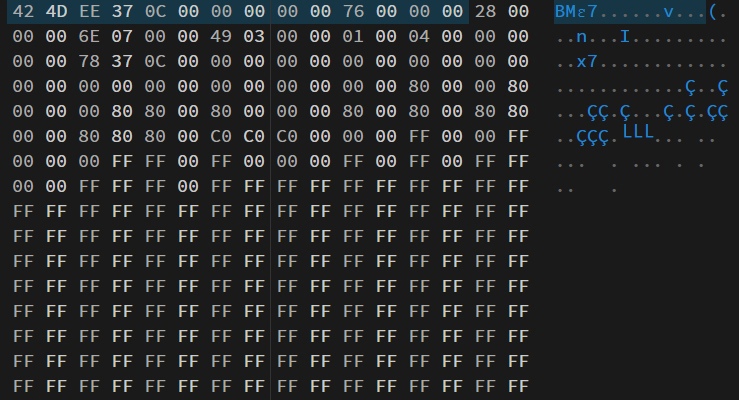 42 4D EE 37 0C 00 00 00 00 00 76 00 00 00 28 00 BMε7......v...(.
00 00 6E 07 00 00 49 03 00 00 01 00 04 00 00 00 ..n...I.........
00 00 78 37 0C 00 00 00 00 00 00 00 00 00 00 00 ..x7............
00 00 00 00 00 00 00 00 00 00 00 00 80 00 00 80 ............Ç..Ç
00 00 00 80 80 00 80 00 00 00 80 00 80 00 80 80 ...ÇÇ.Ç...Ç.Ç.ÇÇ
00 00 80 80 80 00 C0 C0 C0 00 00 00 FF 00 00 FF ..ÇÇÇ.└└└... ..
00 00 00 FF FF 00 FF 00 00 00 FF 00 FF 00 FF FF ... . ... . .
00 00 FF FF FF 00 FF FF FF FF FF FF FF FF FF FF .. .
FF FF FF FF FF FF FF FF FF FF FF FF FF FF FF FF
FF FF FF FF FF FF FF FF FF FF FF FF FF FF FF FF
FF FF FF FF FF FF FF FF FF FF FF FF FF FF FF FF
FF FF FF FF FF FF FF FF FF FF FF FF FF FF FF FF
FF FF FF FF FF FF FF FF FF FF FF FF FF FF FF FF
FF FF FF FF FF FF FF FF FF FF FF FF FF FF FF FF
FF FF FF FF FF FF FF FF FF FF FF FF FF FF FF FF
FF FF FF FF FF FF FF FF FF FF FF FF FF FF FF FF